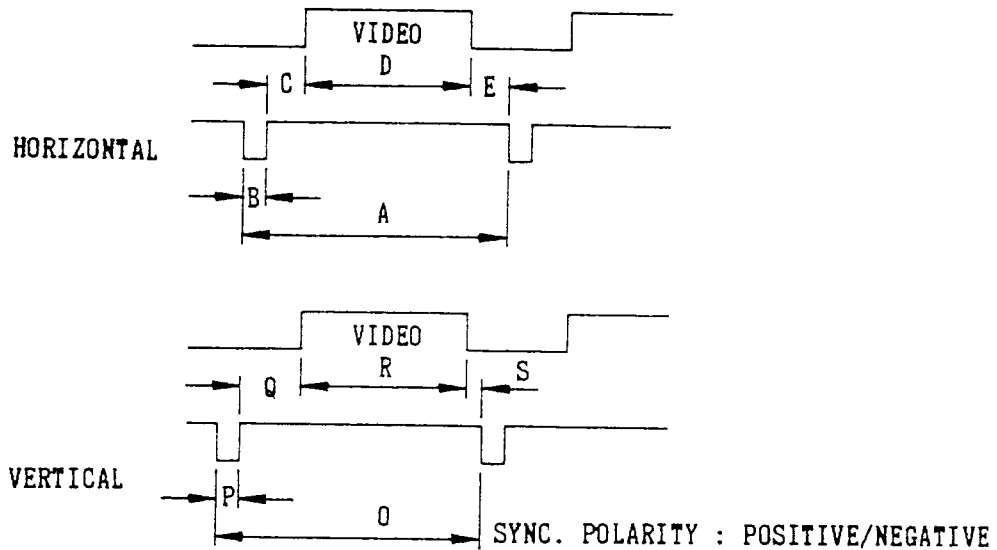 VIDEO
D
C
E
HORIZONTAL
B
A
VIDEO
R
S
Q
VERTICAL
P
O
SYNC. POLARITY : POSITIVE/NEGATIVE